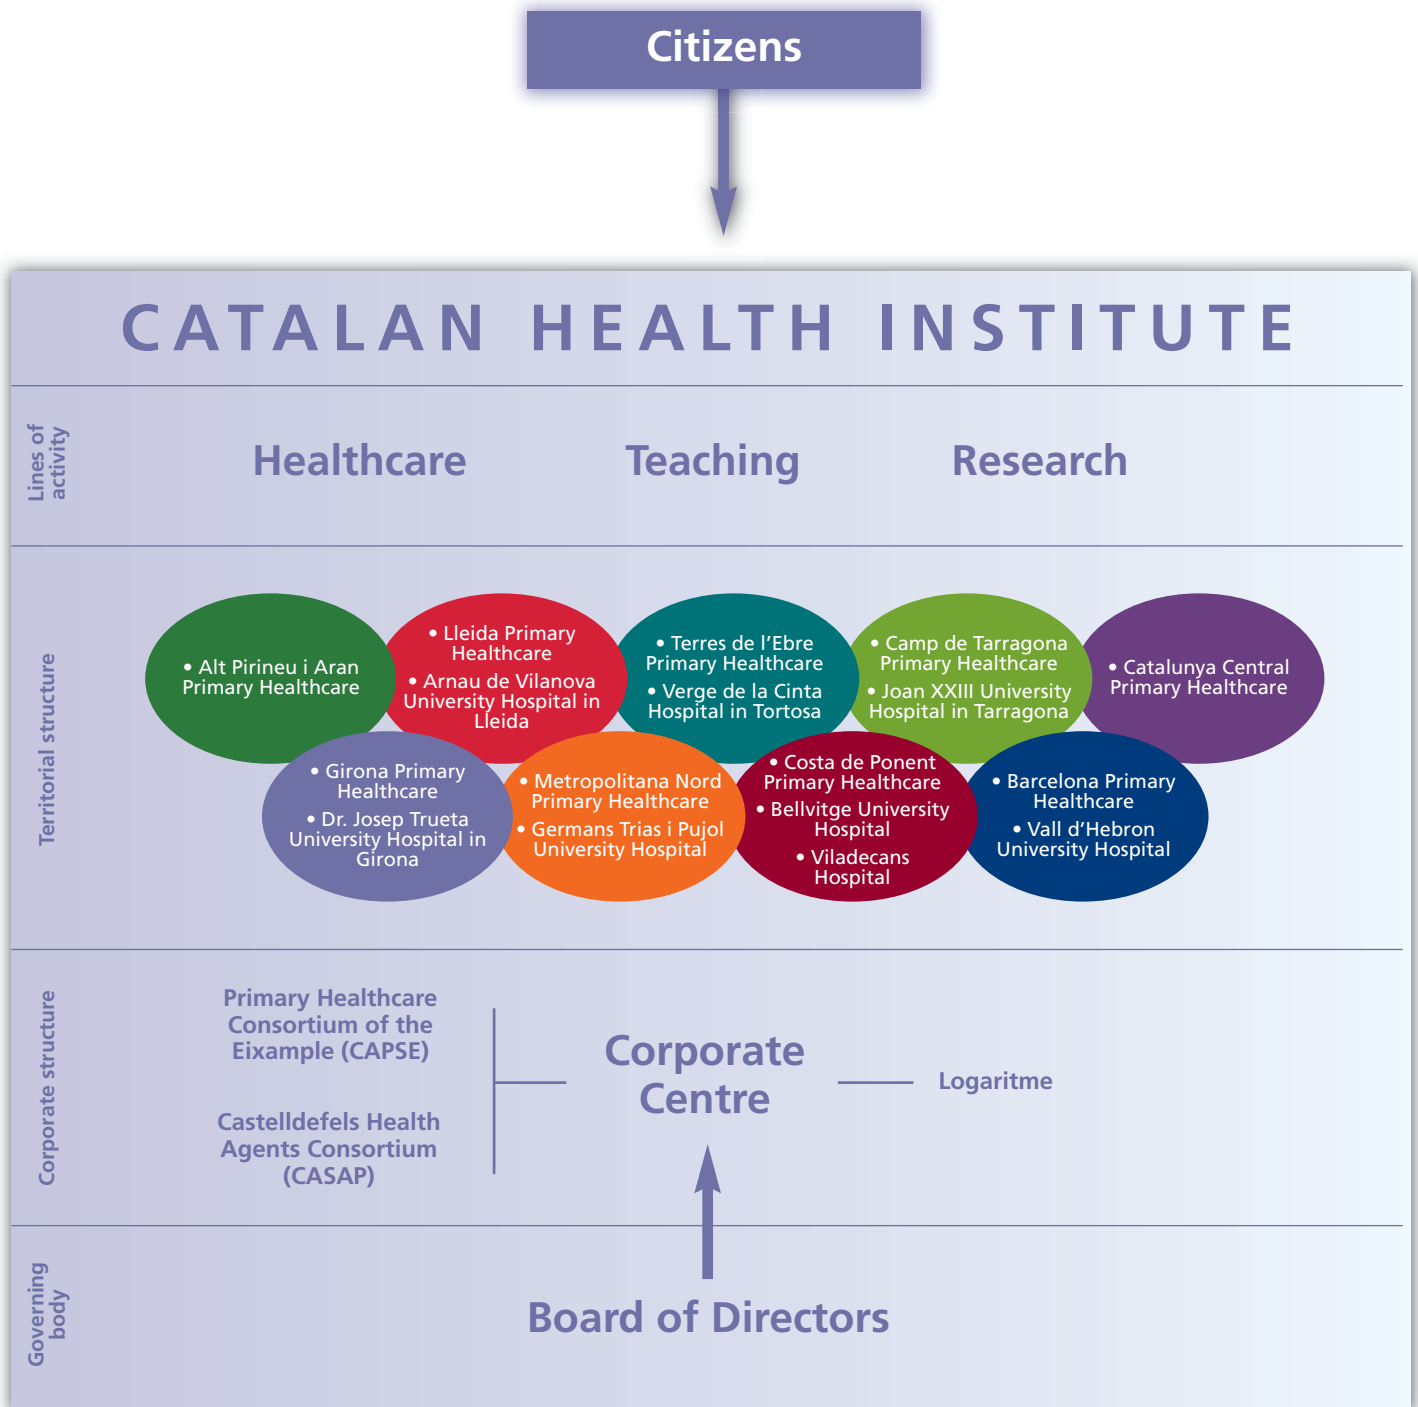 Citizens
CATALAN HEALTH INSTITUTE
Lines of
activity
Healthcare
Teaching
Research
Territorial structure
• Alt Pirineu i Aran
Primary Healthcare
• Lleida Primary
Healthcare
• Arnau de Vilanova
University Hospital in
Lleida
• Terres de l’Ebre
Primary Healthcare
• Verge de la Cinta
Hospital in Tortosa
• Camp de Tarragona
Primary Healthcare
• Joan XXIII University
Hospital in Tarragona
• Catalunya Central
Primary Healthcare
• Girona Primary
Healthcare
• Dr. Josep Trueta
University Hospital in
Girona
• Metropolitana Nord
Primary Healthcare
• Germans Trias i Pujol
University Hospital
• Costa de Ponent
Primary Healthcare
• Bellvitge University
Hospital
• Viladecans
Hospital
• Barcelona Primary
Healthcare
• Vall d’Hebron
University Hospital
Corporate structure
Primary Healthcare
Consortium of the
Eixample (CAPSE)
Castelldefels Health
Agents Consortium
(CASAP)
Corporate
Centre
Logaritme
Governing
body
Board of Directors